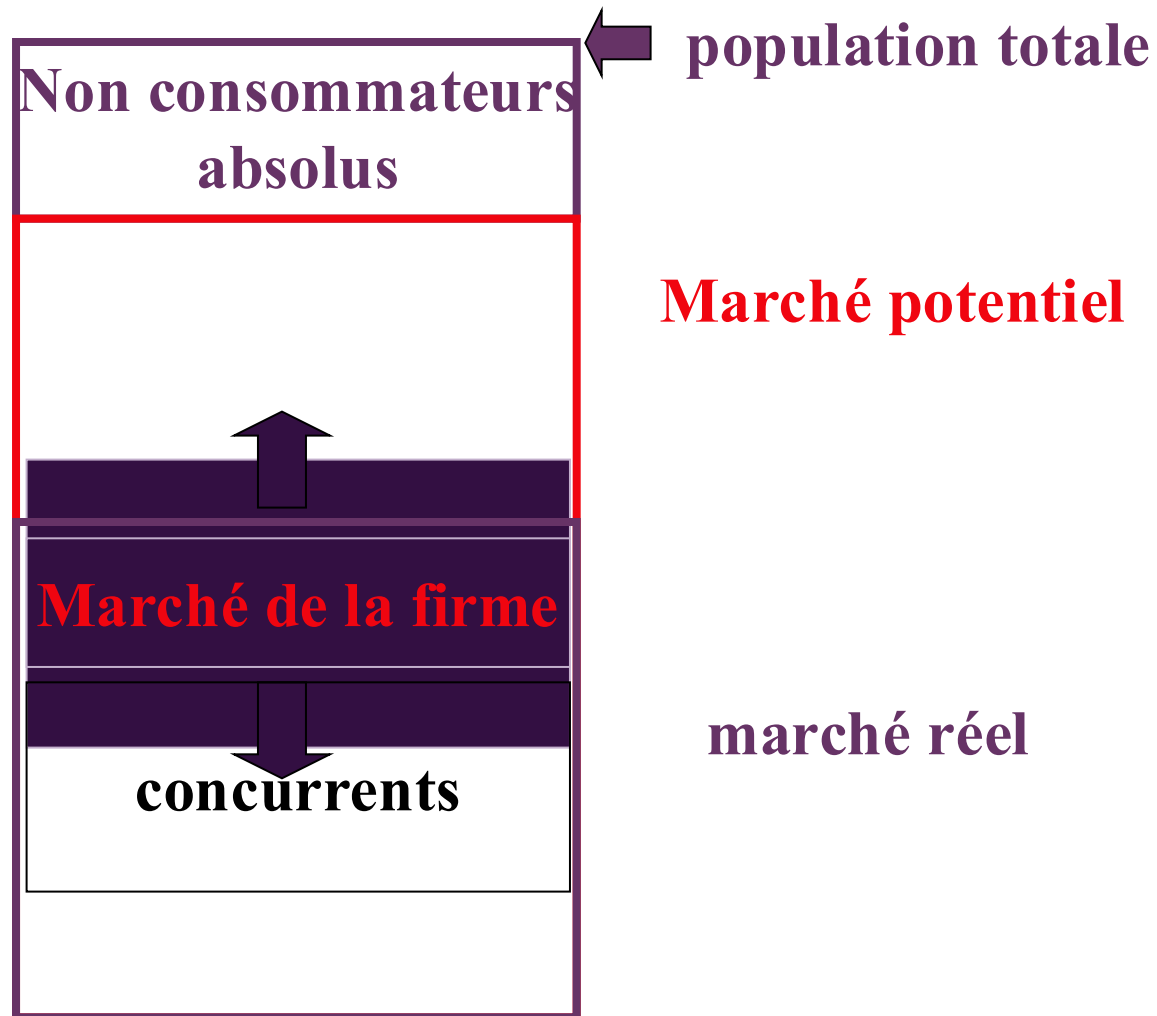 population totale
Non consommateurs
absolus
Marché potentiel
Marché de la firme
marché réel
concurrents